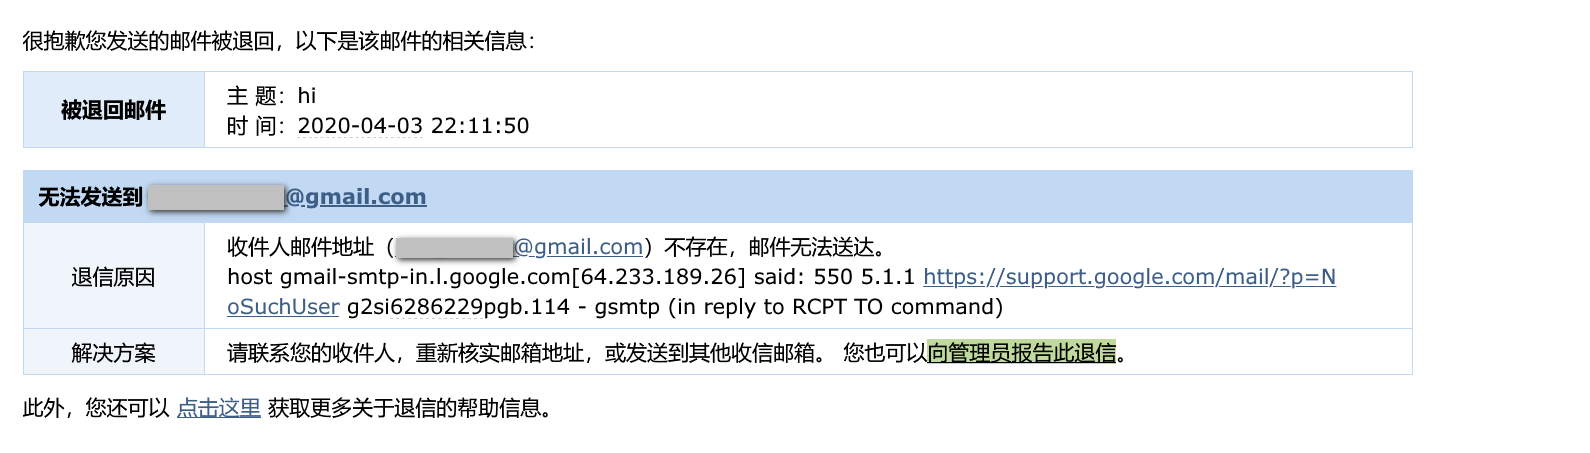 很抱歉您发送的邮件被退回，以下是该邮件的相关信息：
被退回邮件
主 题：hi
时 间：2020-04-03 22:11:50
无法发送到 @gmail.com
退信原因
收件人邮件地址（@gmail.com）不存在，邮件无法送达。
host gmail-smtp-in.l.google.com[64.233.189.26] said: 550 5.1.1 https://support.google.com/mail/?p=N
oSuchUser g2si6286229pgb.114 - gsmtp (in reply to RCPT TO command)
解决方案
请联系您的收件人，重新核实邮箱地址，或发送到其他收信邮箱。 您也可以向管理员报告此退信。
此外，您还可以 点击这里 获取更多关于退信的帮助信息。